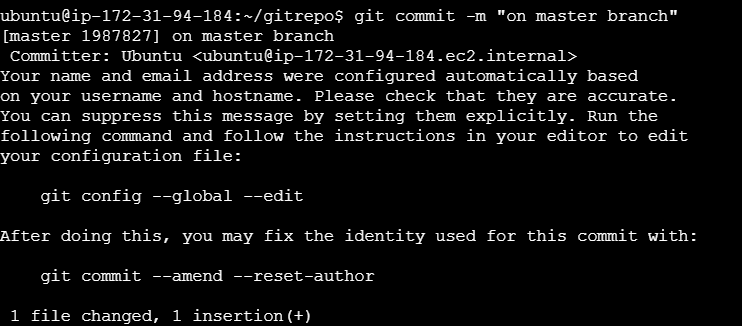 ubuntu@ip-172-31-94-184:~/gitrepo$ git commit -m "on master branch"
[master 1987827] on master branch
 Committer: Ubuntu <ubuntu@ip-172-31-94-184.ec2.internal>
Your name and email address were configured automatically based
on your username and hostname. Please check that they are accurate.
You can suppress this message by setting them explicitly. Run the
following command and follow the instructions in your editor to edit
your configuration file:

    git config --global --edit

After doing this, you may fix the identity used for this commit with:

    git commit --amend --reset-author

 1 file changed, 1 insertion(+)